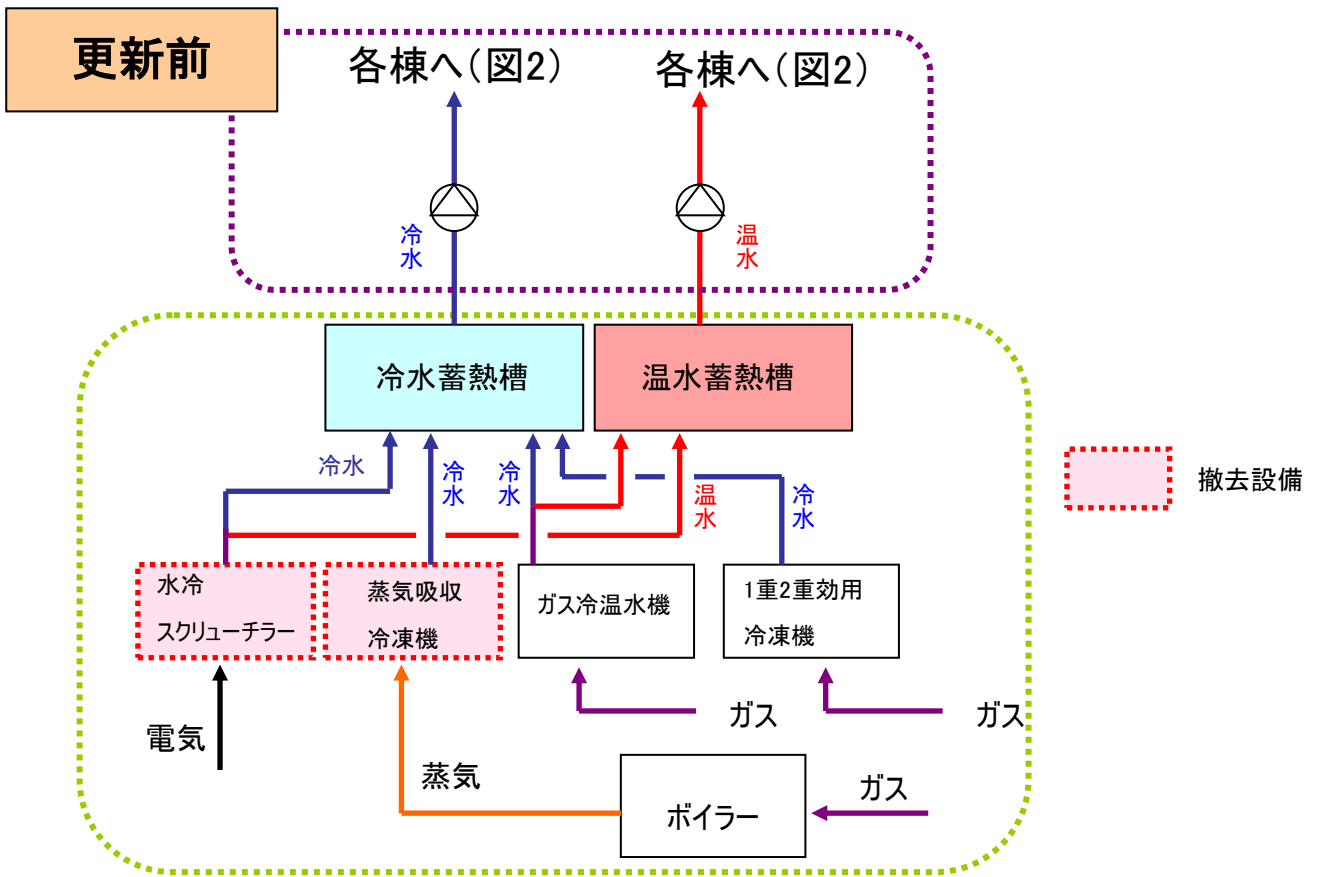 更新前
各棟へ(図2)
各棟へ(図2)
冷水
温水
冷水蓄熱槽
温水蓄熱槽
冷水
冷水
冷水
温水
冷水
撤去設備
水冷
スクリューチラー
蒸気吸収
冷凍機
ガス冷温水機
1重2重効用
冷凍機
電気
ガス
ガス
蒸気
ボイラー
ガス